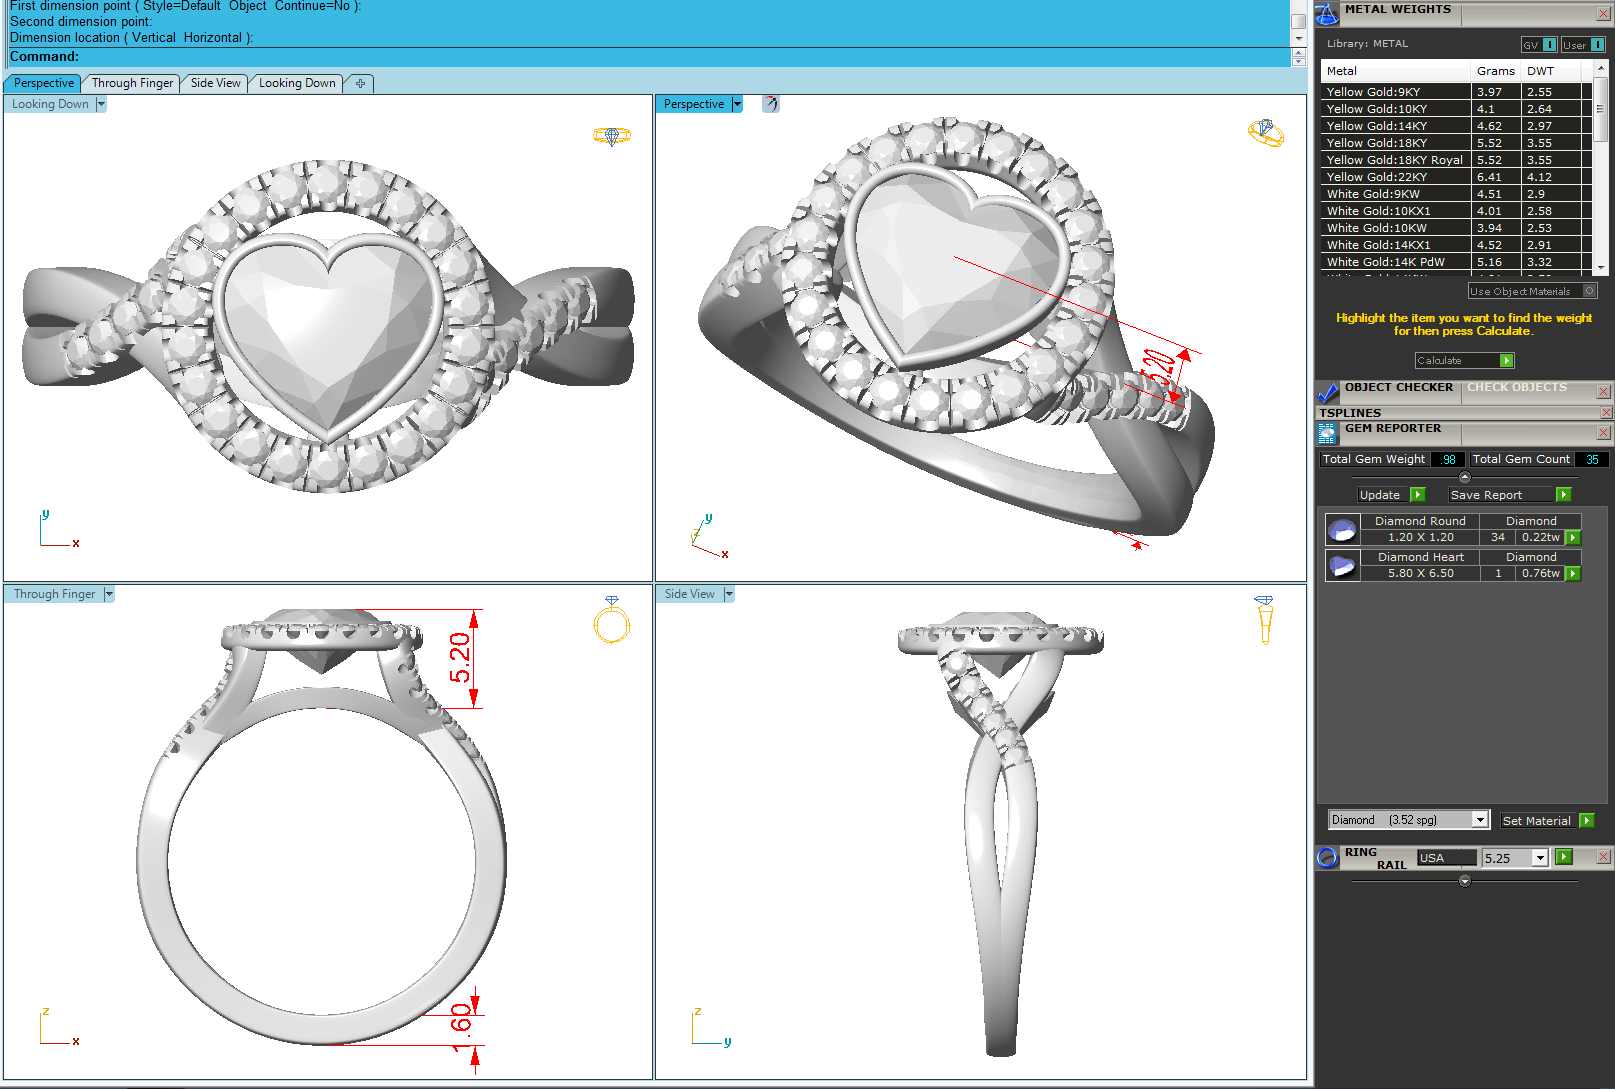 First dimension point ( Style=Default  Object  Continue=No ):
Second dimension point:
Dimension location ( Vertical  Horizontal ):
Command:
Perspective
Through Finger
Side View
Looking Down
Looking Down
x
y
Perspective
5.20
x
y
z
Through Finger
5.20
1.60
z
x
Side View
z
y
METAL WEIGHTS
Library: METAL
GV
User
Metal Grams DWT
Yellow Gold:9KY 3.97 2.55
Yellow Gold:10KY 4.1 2.64
Yellow Gold:14KY 4.62 2.97
Yellow Gold:18KY 5.52 3.55
Yellow Gold:18KY Royal 5.52 3.55
Yellow Gold:22KY 6.41 4.12
White Gold:9KW 4.51 2.9
White Gold:10KX1 4.01 2.58
White Gold:10KW 3.94 2.53
White Gold:14KX1 4.52 2.91
White Gold:14K PdW 5.16 3.32
Use Object Materials
Highlight the item you want to find the weight
for then press Calculate.
Calculate
OBJECT CHECKER CHECK OBJECTS
TSPLINES
GEM REPORTER
Total Gem Weight .98 Total Gem Count 35
Update Save Report
Diamond Round Diamond
1.20 X 1.20 34 0.22tw
Diamond Heart Diamond
5.80 X 6.50 1 0.76tw
Diamond (3.52 spg) Set Material
RING
RAIL USA 5.25